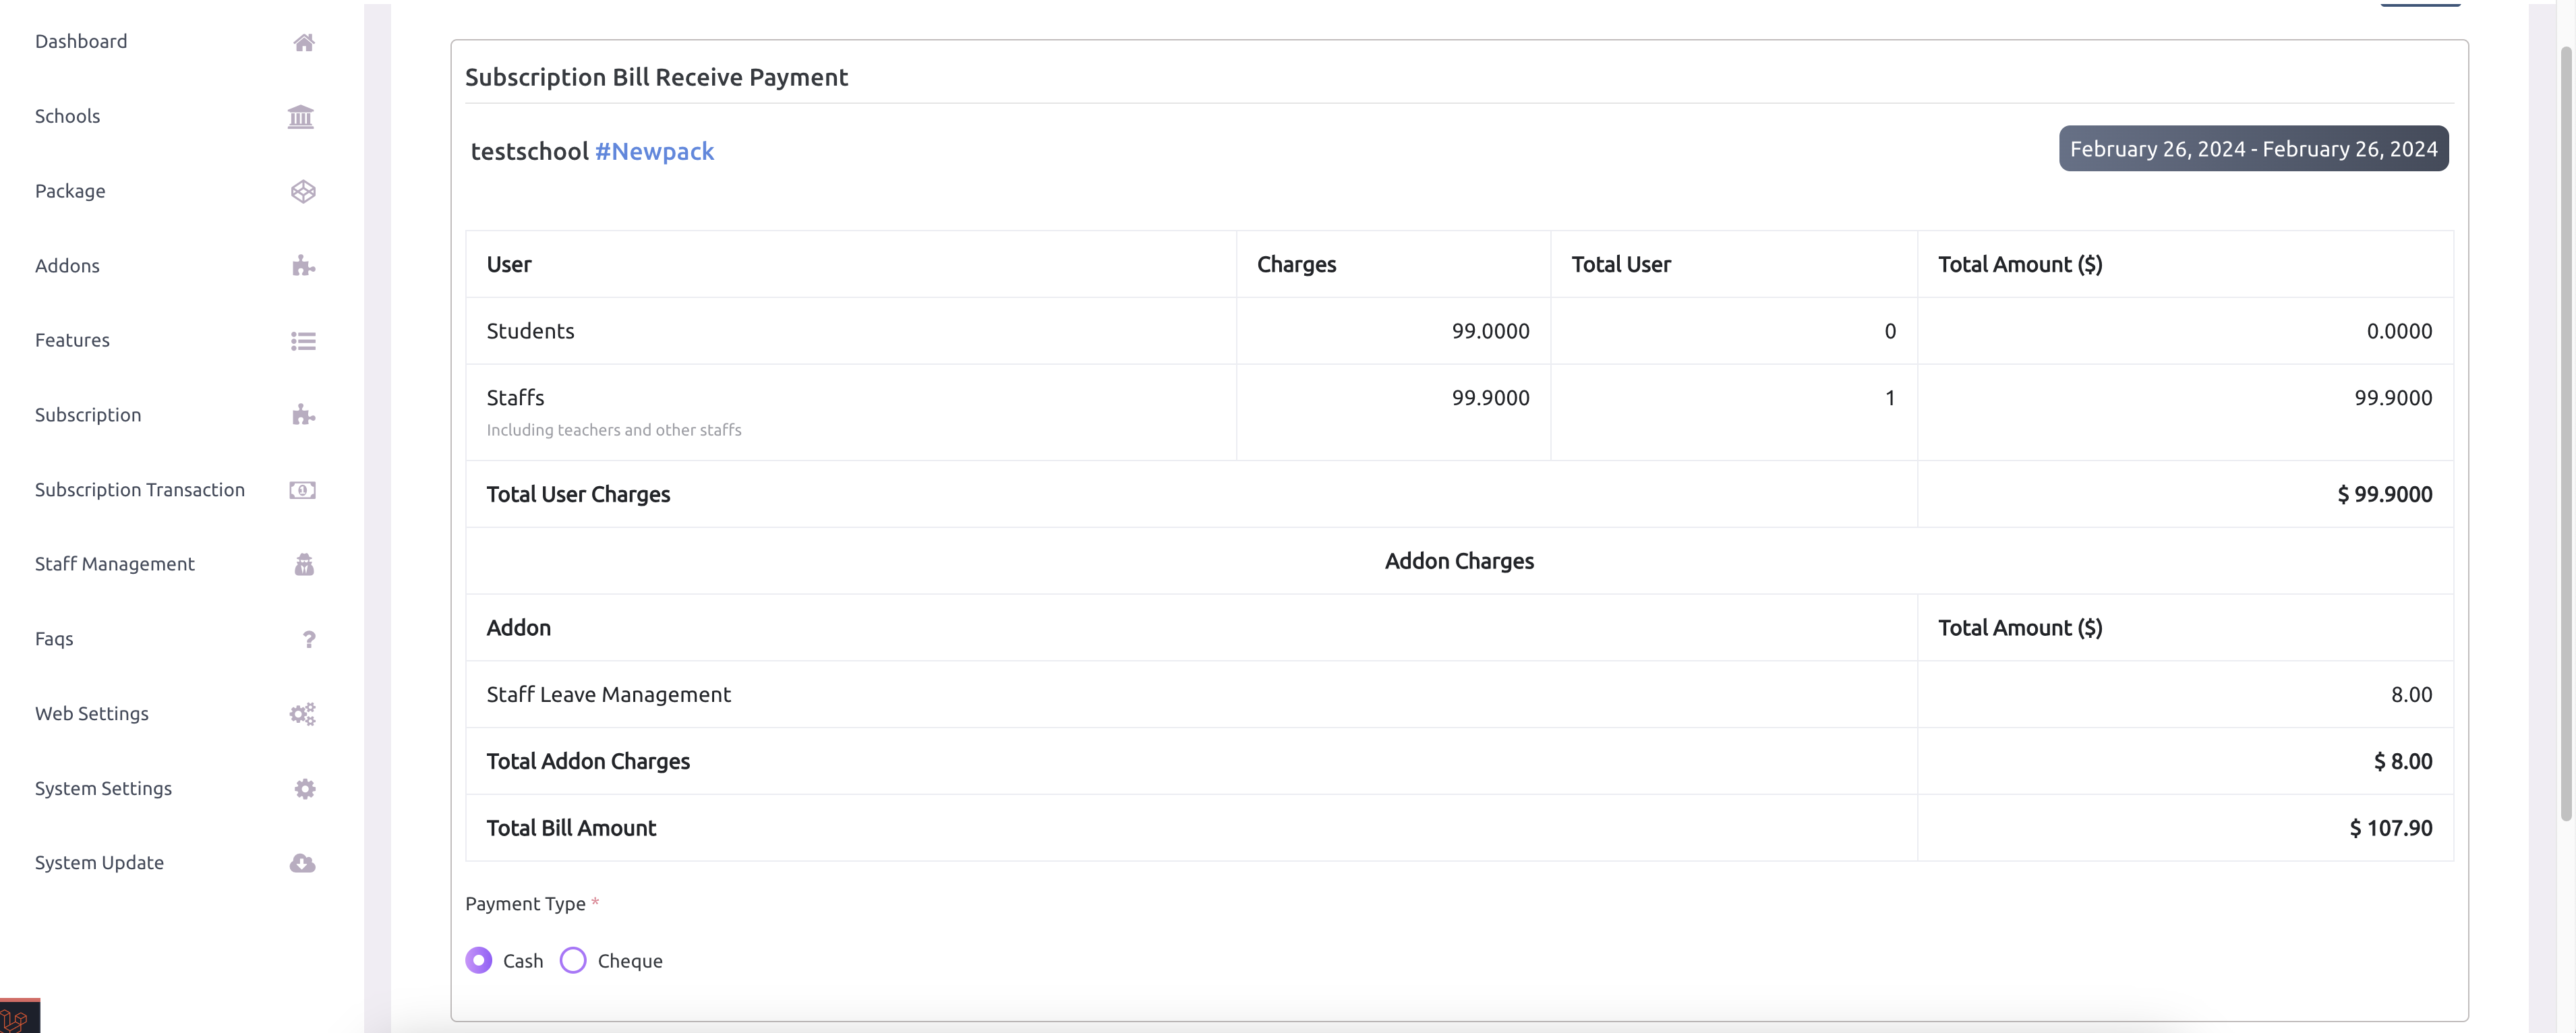 Dashboard
Schools
Package
Addons
Features
Subscription
Subscription Transaction
Staff Management
Faqs
Web Settings
System Settings
System Update
Subscription Bill Receive Payment
testschool #Newpack
February 26, 2024 - February 26, 2024
User Charges Total User Total Amount ($)
Students 99.0000 0 0.0000
Staffs 99.9000 1 99.9000
Including teachers and other staffs
Total User Charges $ 99.9000
Addon Charges
Addon Total Amount ($)
Staff Leave Management 8.00
Total Addon Charges $ 8.00
Total Bill Amount $ 107.90
Payment Type *
Cash Cheque